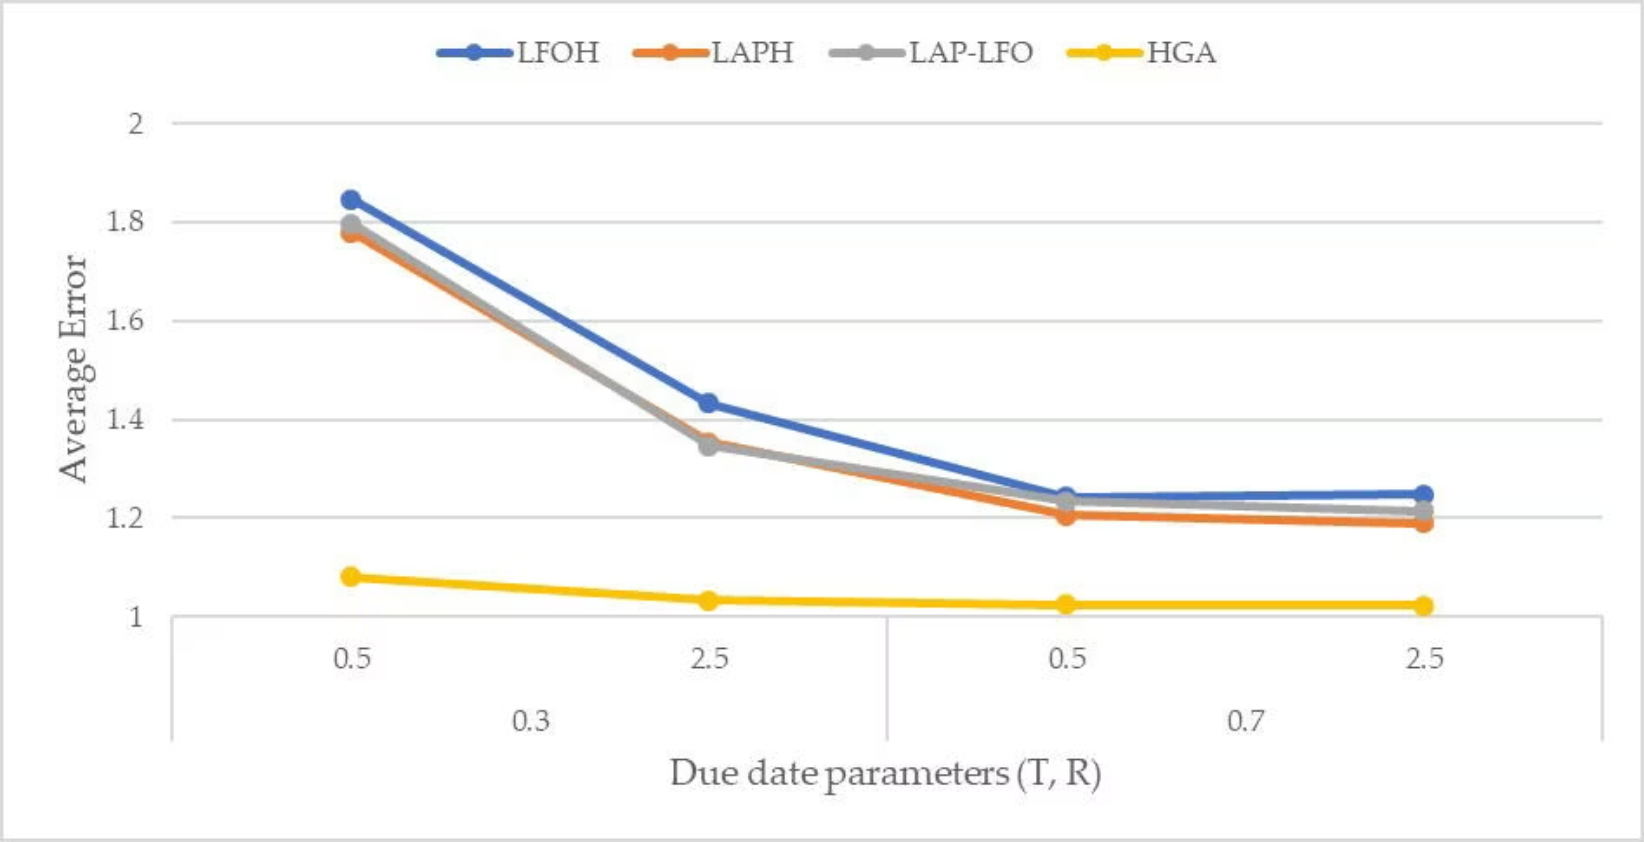 LFOH LAPH LAP-LFO HGA
2
1.8
1.6
1.4
1.2
1
Average Error
0.5 2.5 0.5 2.5
0.3 0.7
Due date parameters (T, R)